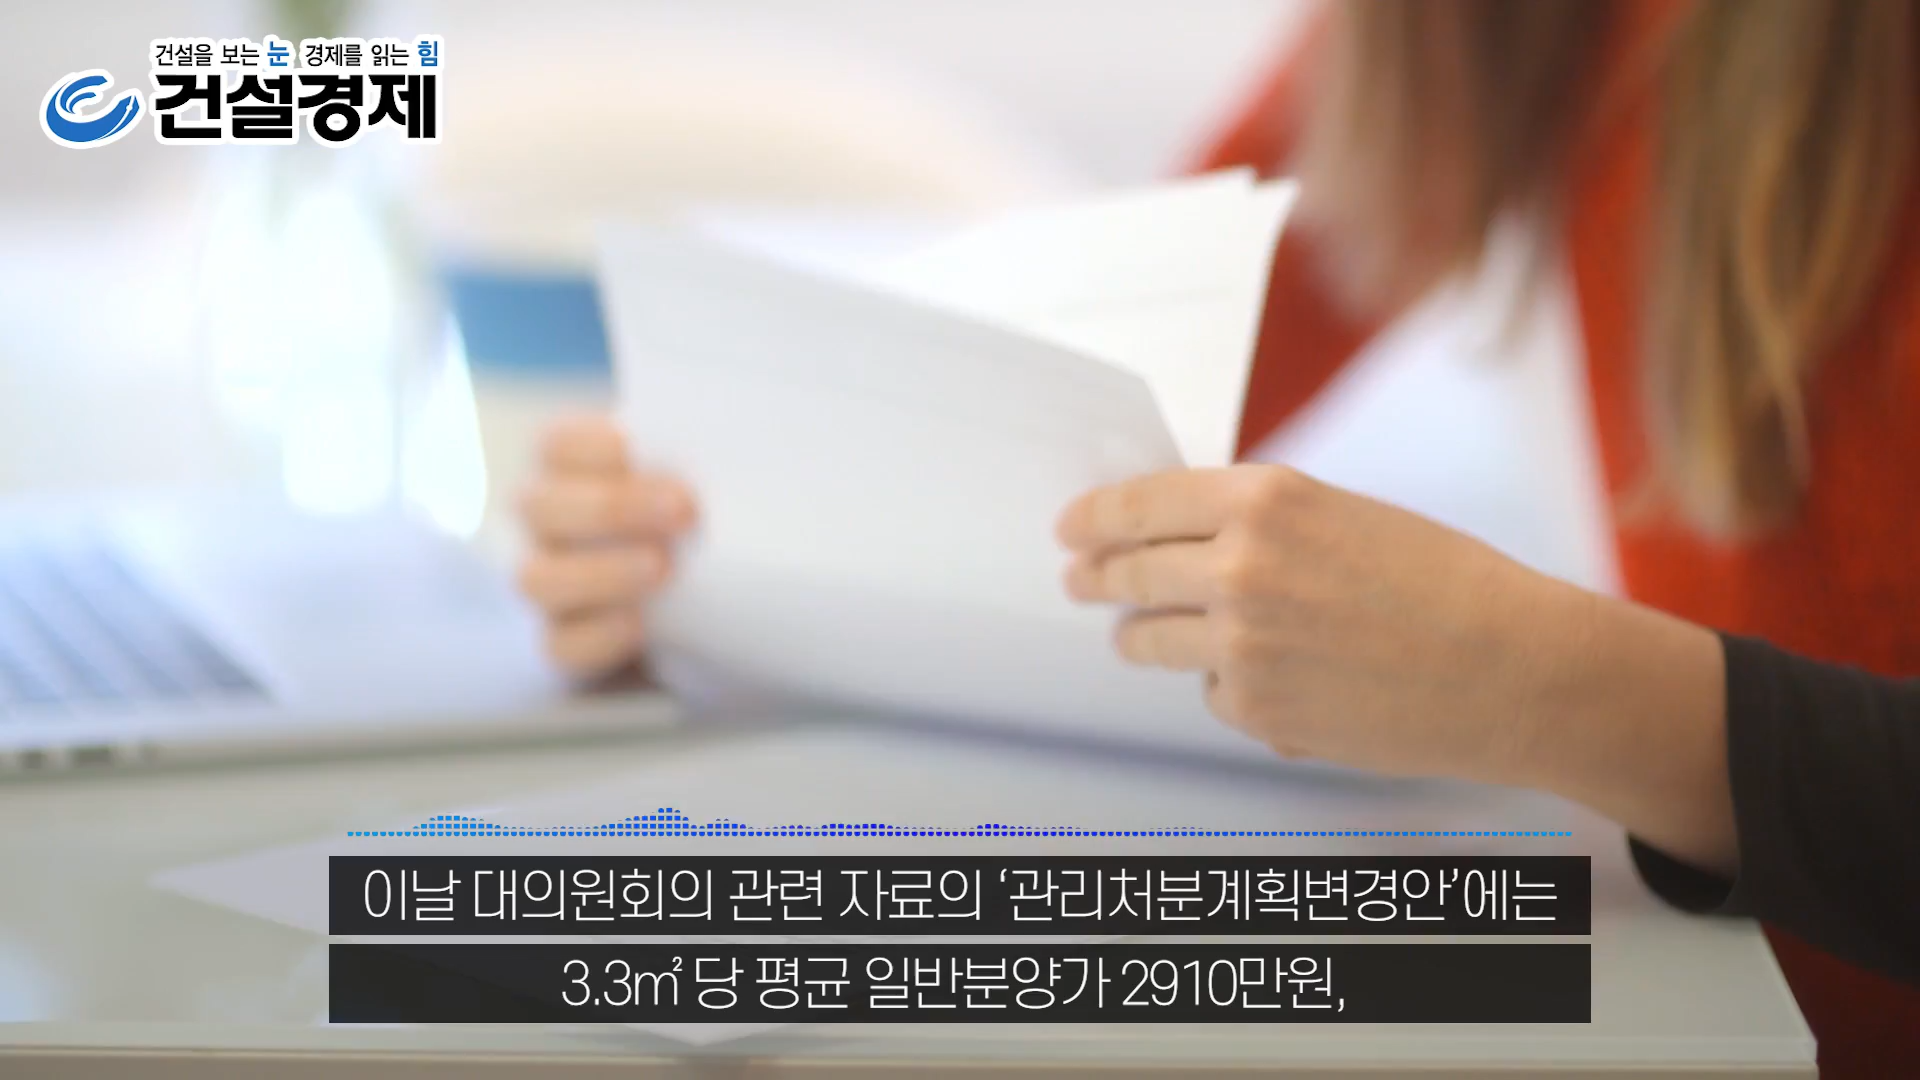 건설을 보는 눈 경제를 읽는 힘
건설경제
이날 대의원회의 관련 자료의 ‘관리처분계획변경안’에는
3.3㎡ 당 평균 일반분양가 2910만원,